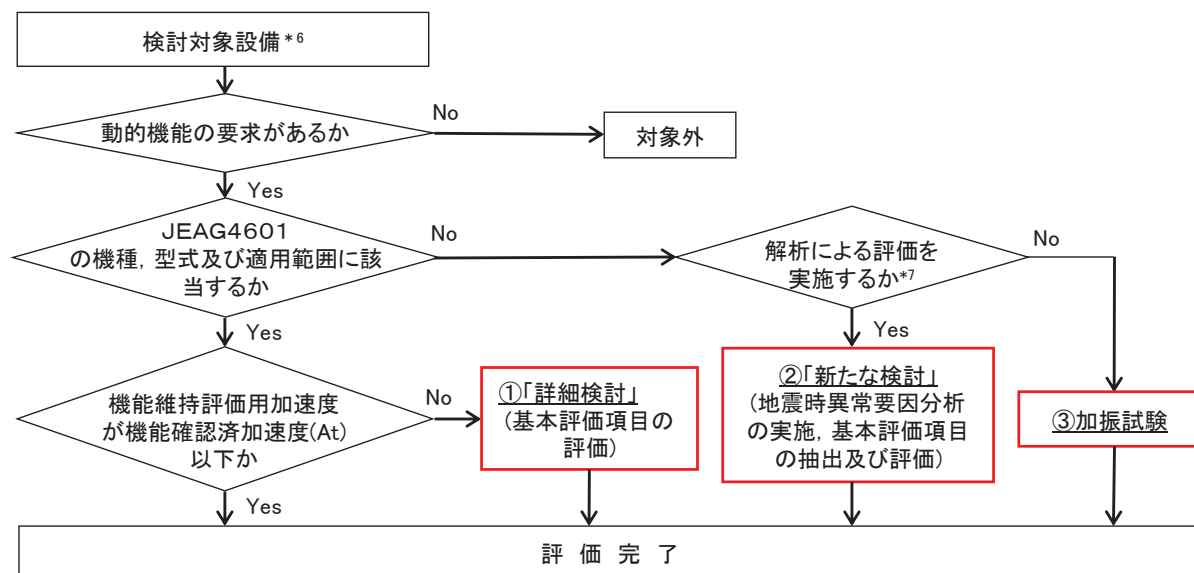 検討対象設備*6
No
動的機能の要求があるか
対象外
Yes
JEAG4601
の機種，型式及び適用範囲に該
当するか
No
解析による評価を
実施するか*7
No
Yes
Yes
機能維持評価用加速度
が機能確認済加速度(At)
以下か
No
①「詳細検討」
(基本評価項目の
評価)
②「新たな検討」
(地震時異常要因分析
の実施，基本評価項目
の抽出及び評価)
③加振試験
Yes
評価完了